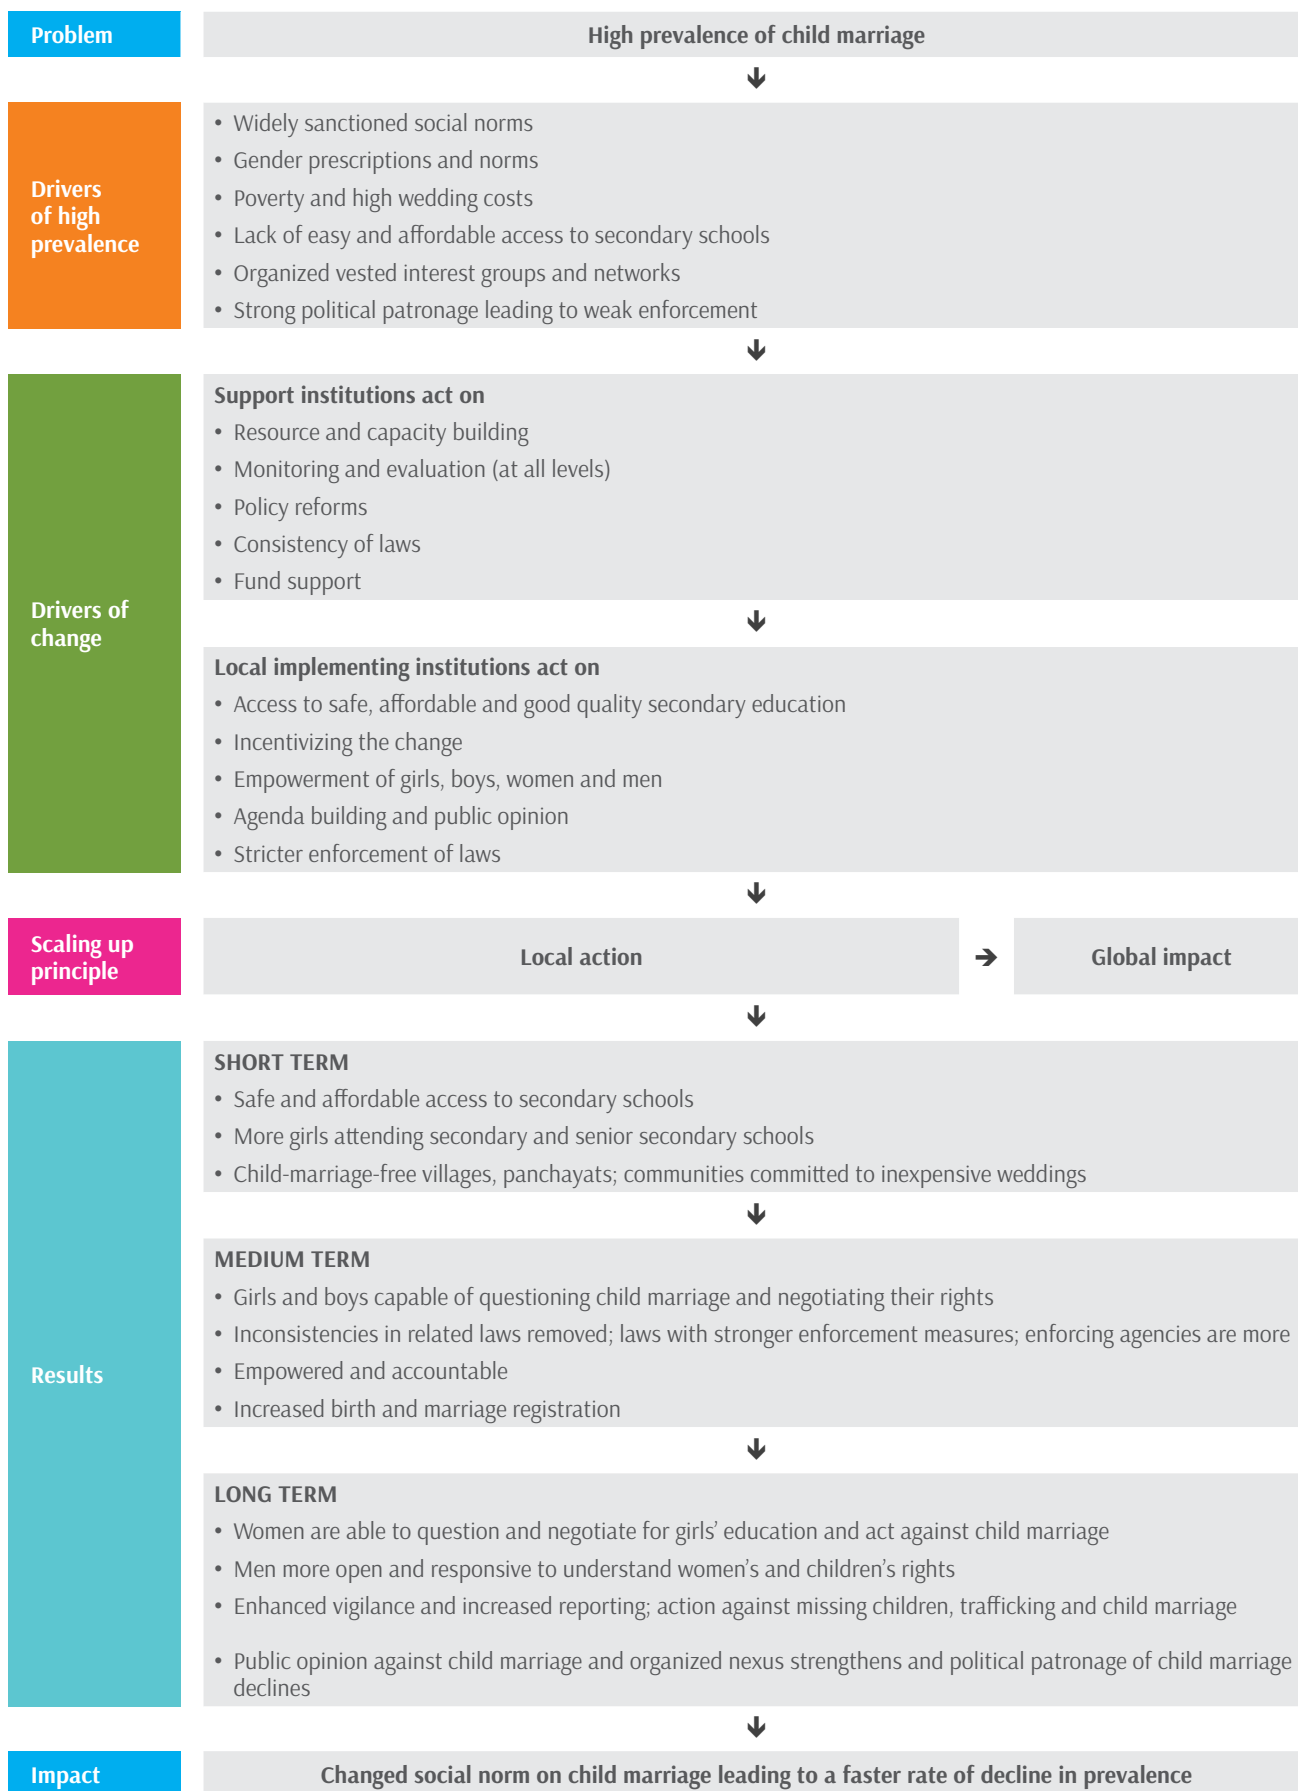 Problem
High prevalence of child marriage
Drivers
of high
prevalence
• Widely sanctioned social norms
• Gender prescriptions and norms
• Poverty and high wedding costs
• Lack of easy and affordable access to secondary schools
• Organized vested interest groups and networks
• Strong political patronage leading to weak enforcement
Drivers of
change
Support institutions act on
• Resource and capacity building
• Monitoring and evaluation (at all levels)
• Policy reforms
• Consistency of laws
• Fund support
Local implementing institutions act on
• Access to safe, affordable and good quality secondary education
• Incentivizing the change
• Empowerment of girls, boys, women and men
• Agenda building and public opinion
• Stricter enforcement of laws
Scaling up
principle
Local action
Global impact
Results
SHORT TERM
• Safe and affordable access to secondary schools
• More girls attending secondary and senior secondary schools
• Child-marriage-free villages, panchayats; communities committed to inexpensive weddings
MEDIUM TERM
• Girls and boys capable of questioning child marriage and negotiating their rights
• Inconsistencies in related laws removed; laws with stronger enforcement measures; enforcing agencies are more
• Empowered and accountable
• Increased birth and marriage registration
LONG TERM
• Women are able to question and negotiate for girls’ education and act against child marriage
• Men more open and responsive to understand women’s and children’s rights
• Enhanced vigilance and increased reporting; action against missing children, trafficking and child marriage
• Public opinion against child marriage and organized nexus strengthens and political patronage of child marriage
declines
Impact
Changed social norm on child marriage leading to a faster rate of decline in prevalence